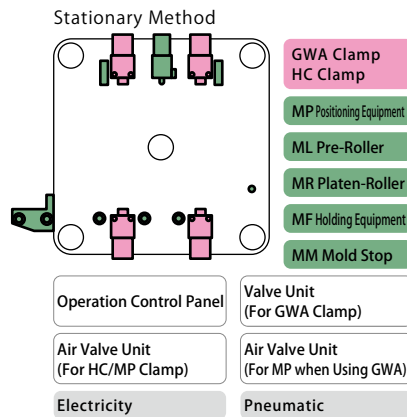 Stationary Method
GWA Clamp
HC Clamp
MP Positioning Equipment
ML Pre-Roller
MR Platen-Roller
MF Holding Equipment
MM Mold Stop
Operation Control Panel
Valve Unit
(For GWA Clamp)
Air Valve Unit
(For HC/MP Clamp)
Air Valve Unit
(For MP when Using GWA)
Electricity
Pneumatic